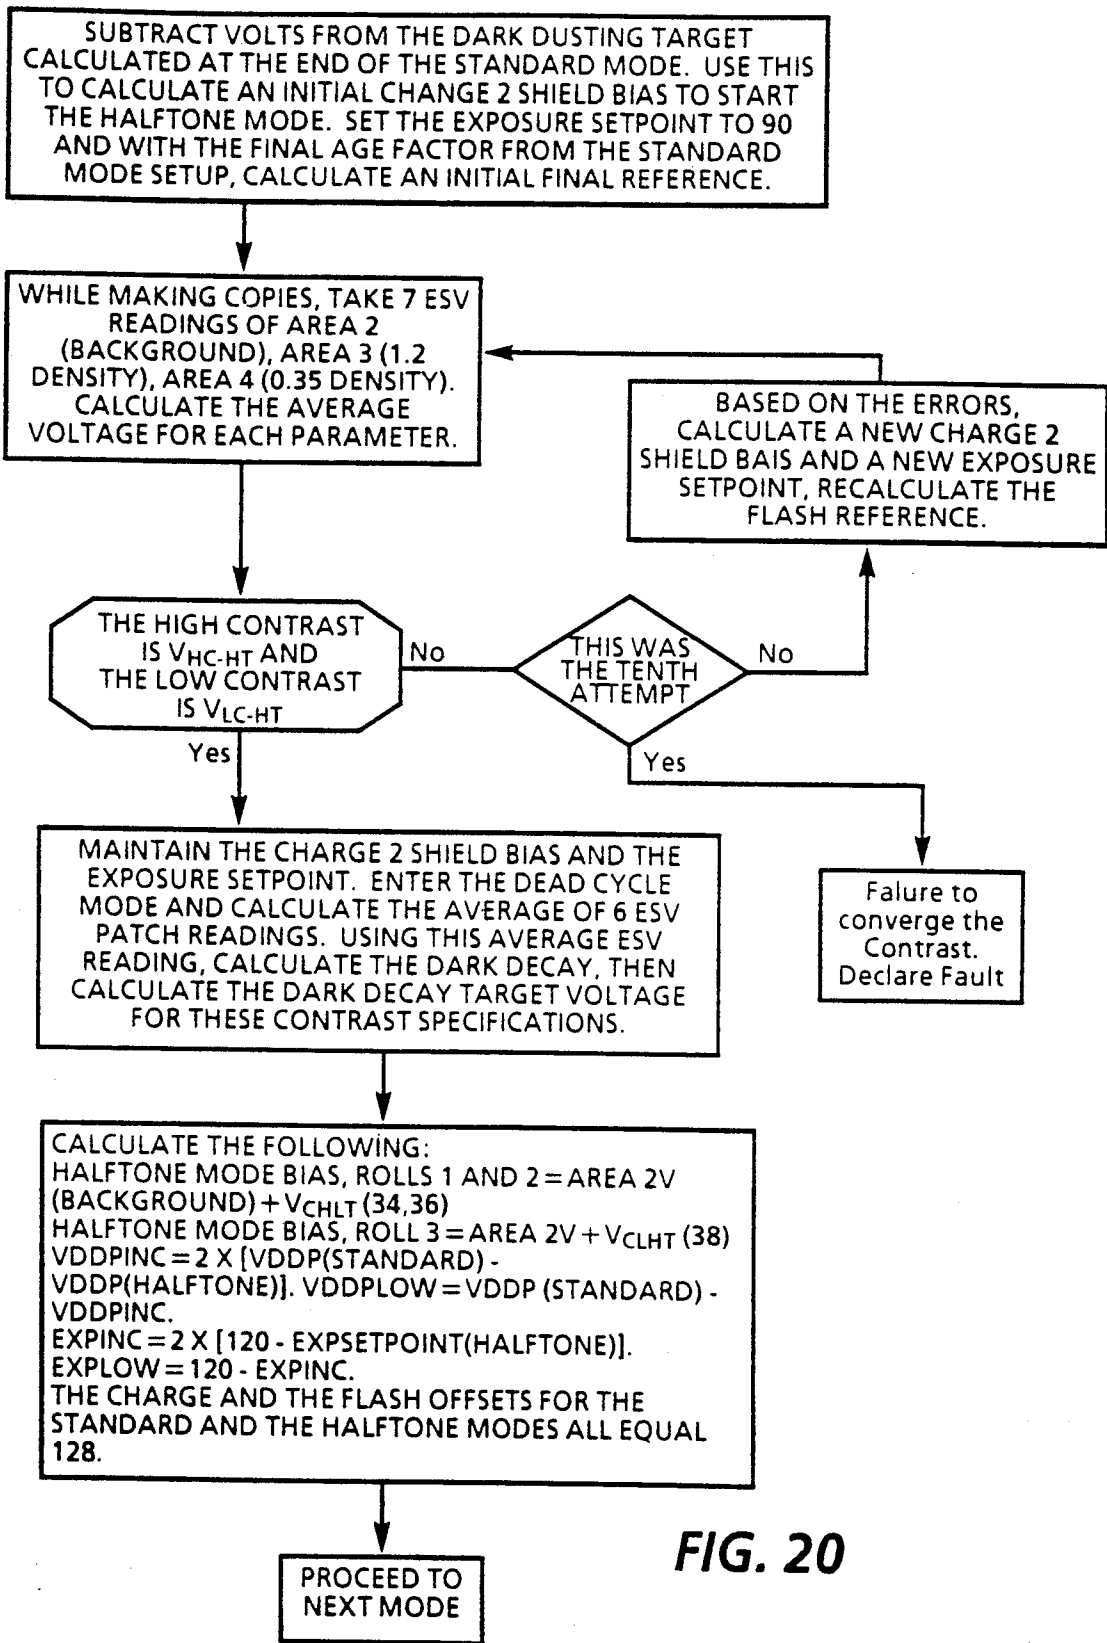 SUBTRACT VOLTS FROM THE DARK DUSTING TARGET
CALCULATED AT THE END OF THE STANDARD MODE. USE THIS
TO CALCULATE AN INITIAL CHANGE 2 SHIELD BIAS TO START
THE HALFTONE MODE. SET THE EXPOSURE SETPOINT TO 90
AND WITH THE FINAL AGE FACTOR FROM THE STANDARD
MODE SETUP, CALCULATE AN INITIAL FINAL REFERENCE.
WHILE MAKING COPIES, TAKE 7 ESV
READINGS OF AREA 2
(BACKGROUND), AREA 3 (1.2
DENSITY), AREA 4 (0.35 DENSITY).
CALCULATE THE AVERAGE
VOLTAGE FOR EACH PARAMETER.
BASED ON THE ERRORS,
CALCULATE A NEW CHARGE 2
SHIELD BAIS AND A NEW EXPOSURE
SETPOINT, RECALCULATE THE
FLASH REFERENCE.
THE HIGH CONTRAST
IS VHC-HT AND
THE LOW CONTRAST
IS VLC-HT
No
THIS WAS
THE TENTH
ATTEMPT
No
Yes
Yes
MAINTAIN THE CHARGE 2 SHIELD BIAS AND THE
EXPOSURE SETPOINT. ENTER THE DEAD CYCLE
MODE AND CALCULATE THE AVERAGE OF 6 ESV
PATCH READINGS. USING THIS AVERAGE ESV
READING, CALCULATE THE DARK DECAY, THEN
CALCULATE THE DARK DECAY TARGET VOLTAGE
FOR THESE CONTRAST SPECIFICATIONS.
Falure to
converge the
Contrast.
Declare Fault
CALCULATE THE FOLLOWING:
HALFTONE MODE BIAS, ROLLS 1 AND 2 = AREA 2V
(BACKGROUND) + VCHLT (34,36)
HALFTONE MODE BIAS, ROLL 3 = AREA 2V + VCLHT (38)
VDDPINC = 2 X [VDDP(STANDARD) -
VDDP(HALFTONE)]. VDDPLOW = VDDP (STANDARD) -
VDDPINC.
EXPINC = 2 X [120 - EXPSETPOINT(HALFTONE)].
EXPLOW = 120 - EXPINC.
THE CHARGE AND THE FLASH OFFSETS FOR THE
STANDARD AND THE HALFTONE MODES ALL EQUAL
128.
PROCEED TO
NEXT MODE
FIG. 20